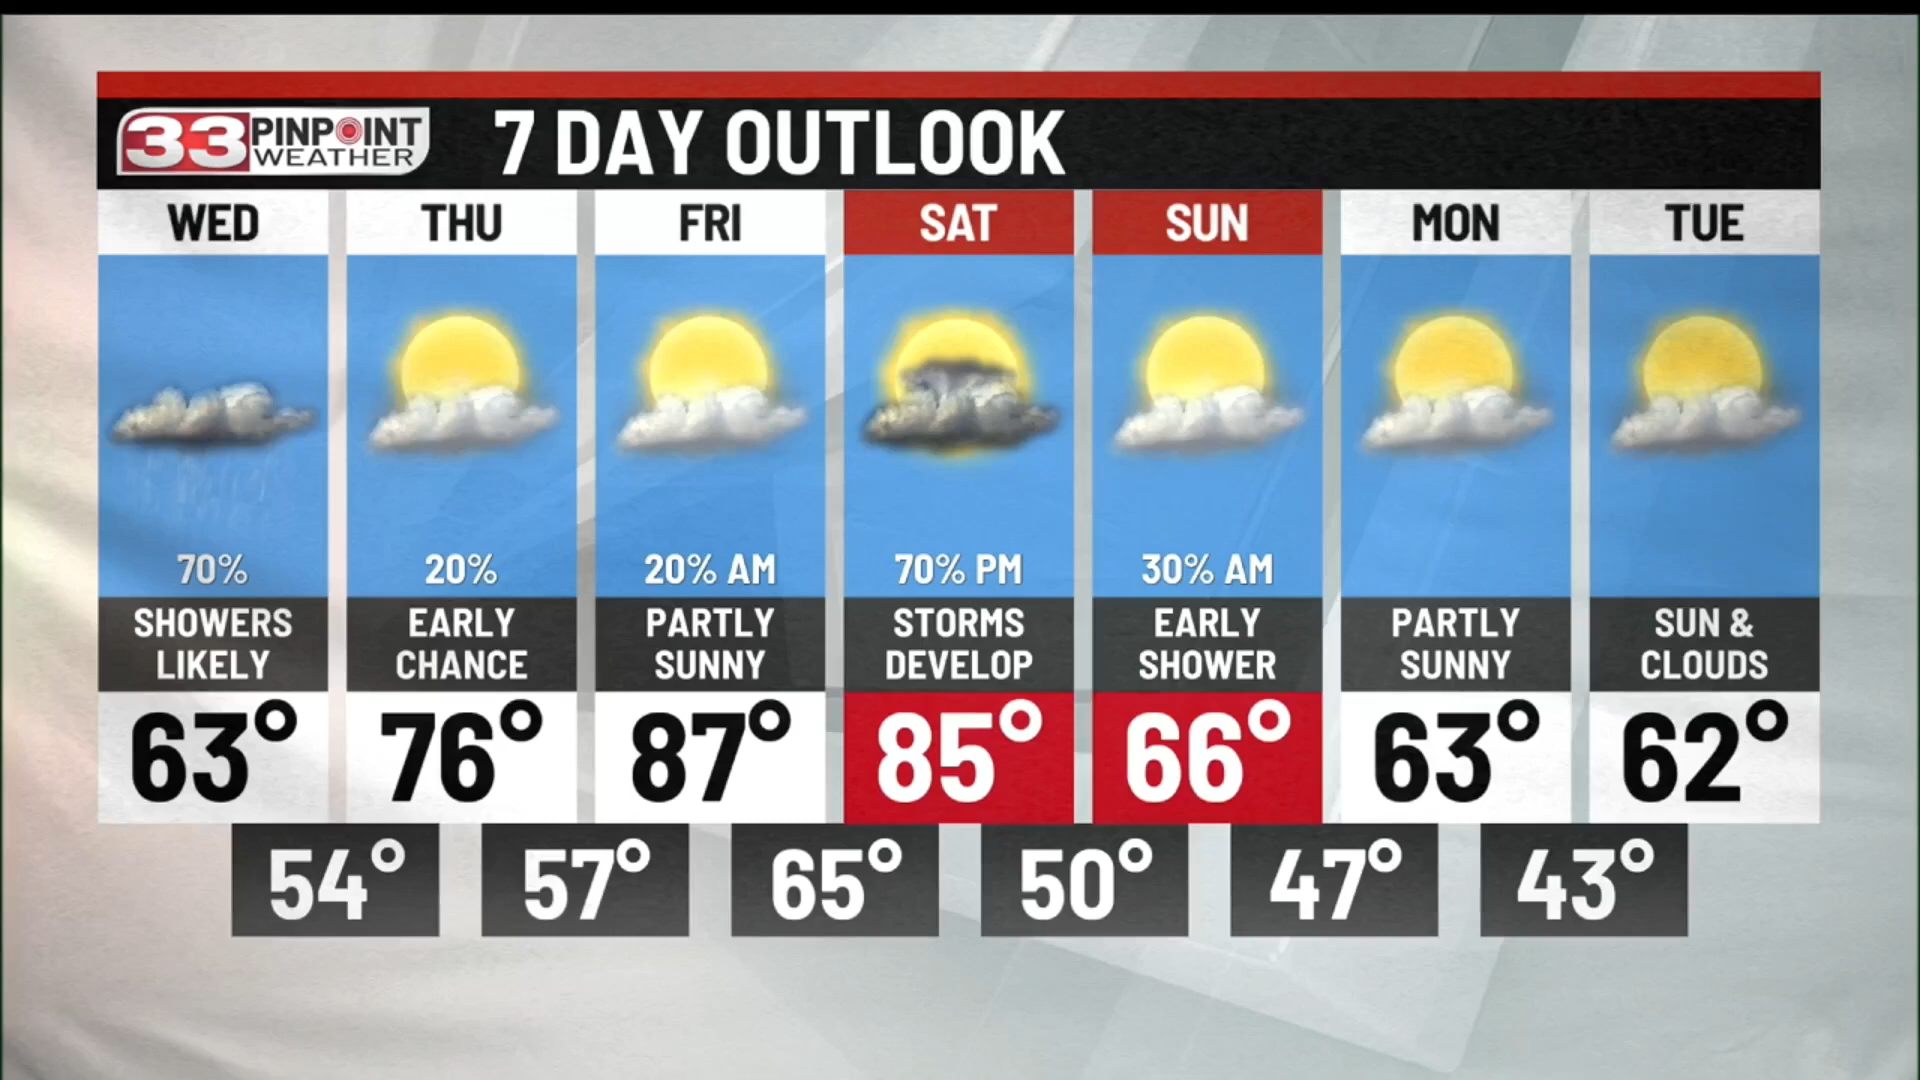 33 PINPOINT
WEATHER
7 DAY OUTLOOK
WED THU FRI SAT SUN MON TUE
70% 20% 20% AM 70% PM 30% AM
SHOWERS LIKELY
EARLY CHANCE
PARTLY SUNNY
STORMS DEVELOP
EARLY SHOWER
PARTLY SUNNY
SUN & CLOUDS
63° 76° 87° 85° 66° 63° 62°
54° 57° 65° 50° 47° 43°